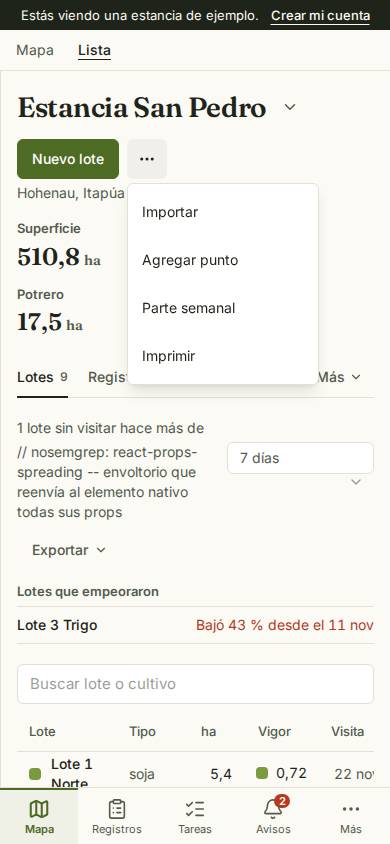 Estás viendo una estancia de ejemplo. Crear mi cuenta
Mapa Lista
Estancia San Pedro
Nuevo lote
Hohenau, Itapúa
Importar
Superficie
510,8 ha
Agregar punto
Potrero
Parte semanal
17,5 ha
Imprimir
Lotes 9 Regist Más
1 lote sin visitar hace más de
// nosemgrep: react-props-
spreading -- envoltorio que
reenvía al elemento nativo
todas sus props
7 días
Exportar
Lotes que empeoraron
Lote 3 Trigo Bajó 43 % desde el 11 nov
Buscar lote o cultivo
Lote Tipo ha Vigor Visita
Lote 1
Norte
soja 5,4 0,72 22 nov
2
Mapa Registros Tareas Avisos Más